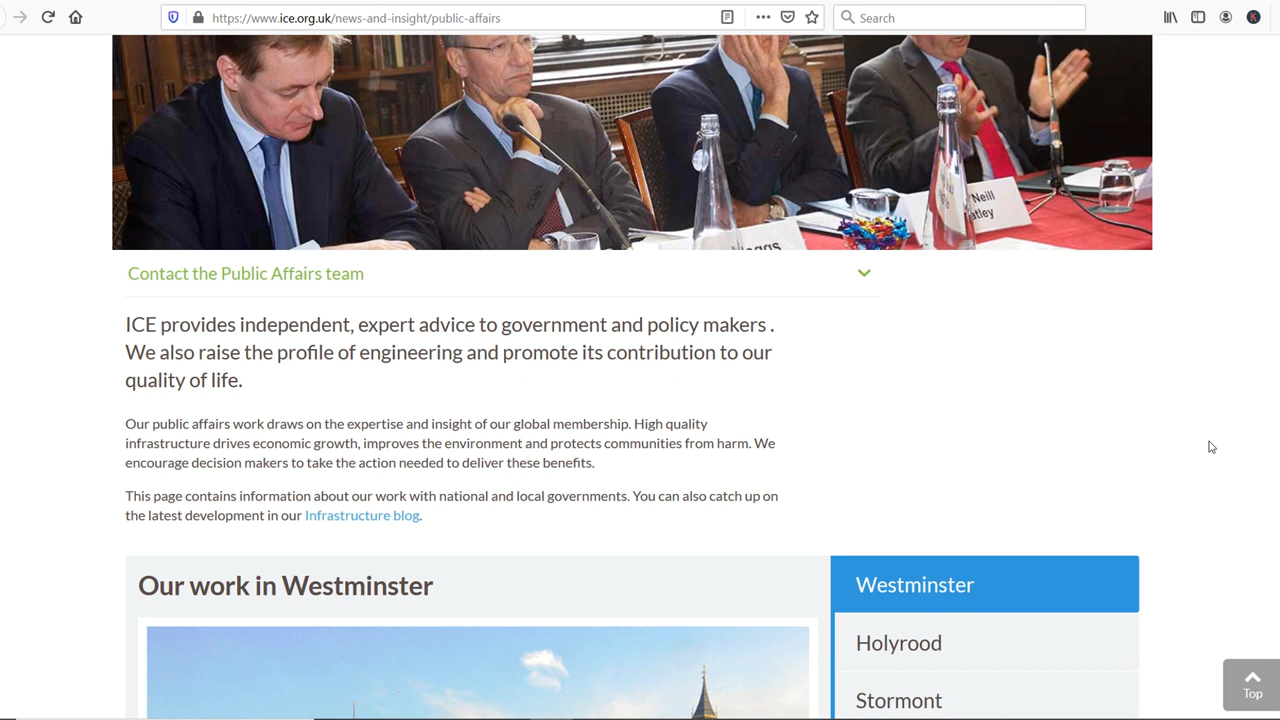 https://www.ice.org.uk/news-and-insight/public-affairs
Search
Neill
Contact the Public Affairs team
ICE provides independent, expert advice to government and policy makers .
We also raise the profile of engineering and promote its contribution to our
quality of life.
Our public affairs work draws on the expertise and insight of our global membership. High quality
infrastructure drives economic growth, improves the environment and protects communities from harm. We
encourage decision makers to take the action needed to deliver these benefits.
This page contains information about our work with national and local governments. You can also catch up on
the latest development in our Infrastructure blog.
Our work in Westminster
Westminster
Holyrood
Stormont
Top